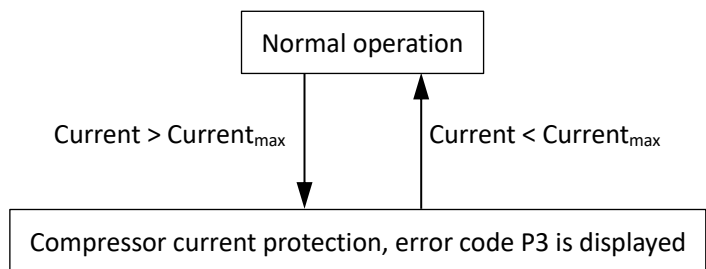 Normal operation
Current > Currentmax
Current < Currentmax
Compressor current protection, error code P3 is displayed